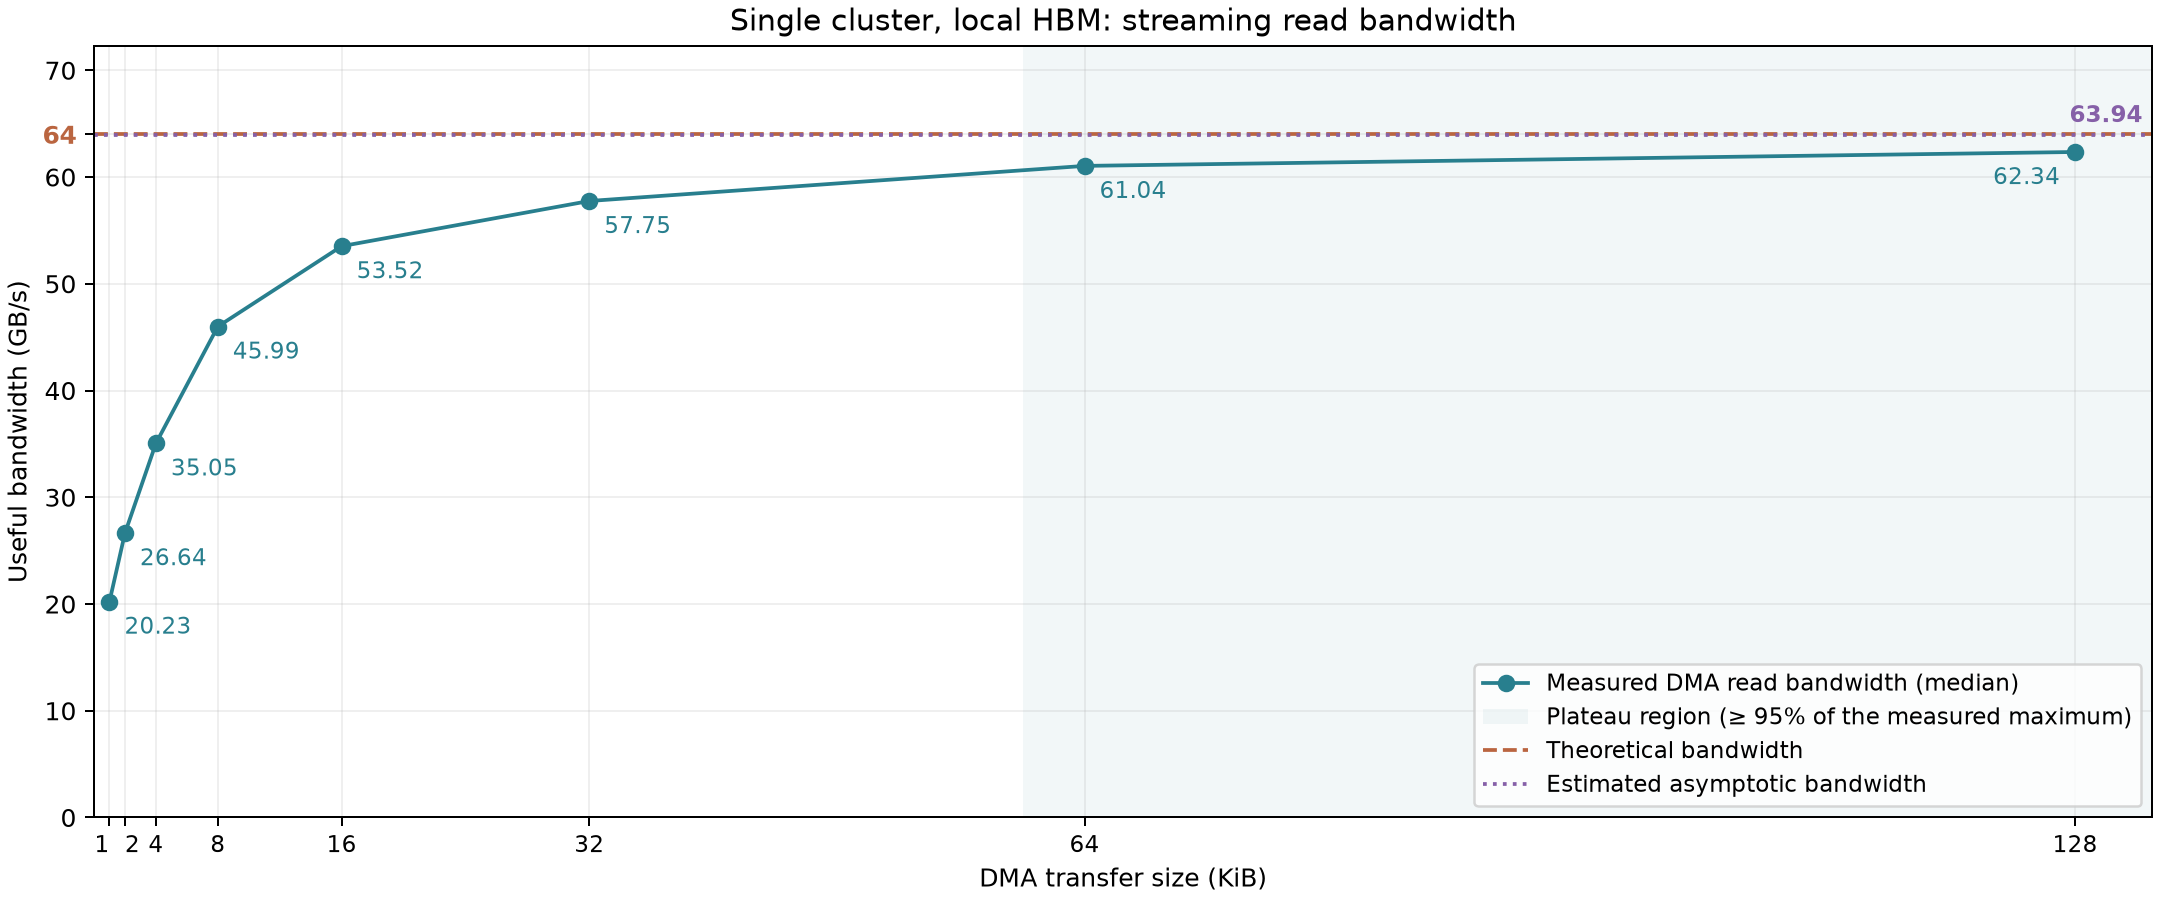 Single cluster, local HBM: streaming read bandwidth
Useful bandwidth (GB/s)
70
64
60
50
40
30
20
10
0
63.94
62.34
61.04
57.75
53.52
45.99
35.05
26.64
20.23
Measured DMA read bandwidth (median)
Plateau region (≥ 95% of the measured maximum)
Theoretical bandwidth
Estimated asymptotic bandwidth
1 2 4 8 16 32 64 128
DMA transfer size (KiB)